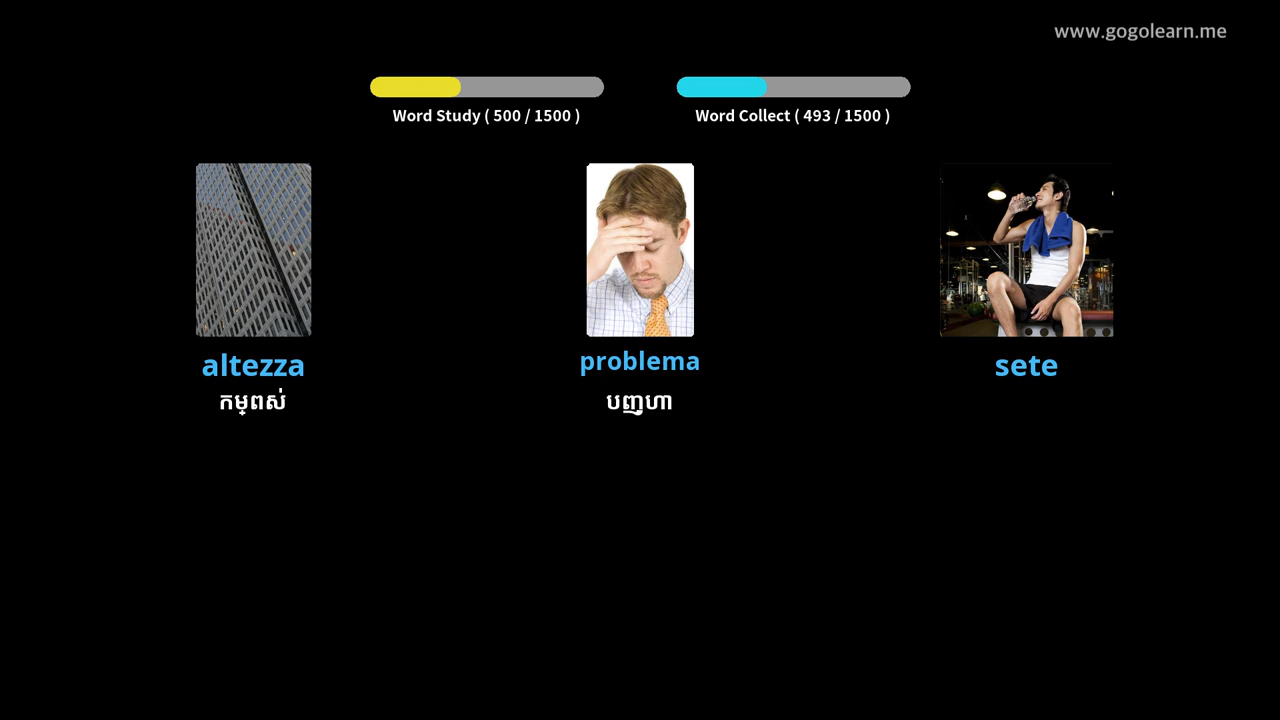 www.gogolearn.me
Word Study ( 500 / 1500 )
Word Collect ( 493 / 1500 )
altezza
problema
sete
កម្ពស់
បញ្ហា